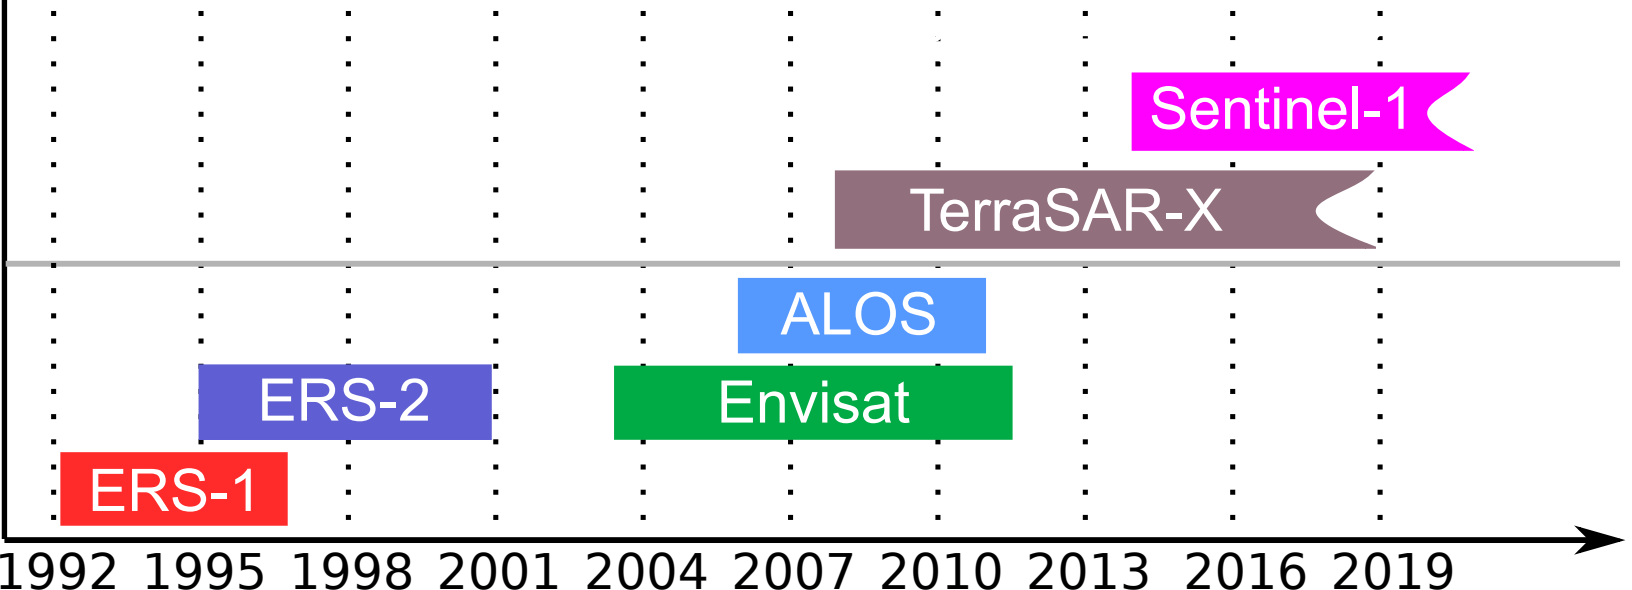 Sentinel-1
TerraSAR-X
ALOS
ERS-2 Envisat
ERS-1
1992 1995 1998 2001 2004 2007 2010 2013 2016 2019